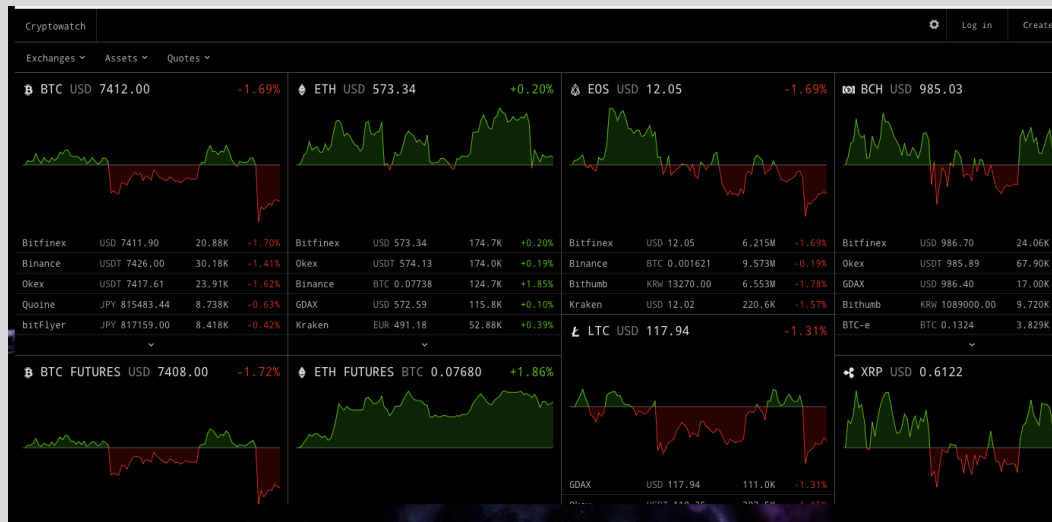 Cryptowatch
Log in
Create
Exchanges Assets Quotes
BTC USD 7412.00 -1.69%
Bitfinex USD 7411.90 20.88K -1.70%
Binance USDT 7426.00 30.18K -1.41%
Okex USDT 7417.61 23.91K -1.62%
Quoine JPY 815483.44 8.738K -0.63%
bitFlyer JPY 817159.00 8.418K -0.42%
ETH USD 573.34 +0.20%
Bitfinex USD 573.34 174.7K +0.20%
Okex USDT 574.13 174.0K +0.19%
Binance BTC 0.07738 124.7K +1.85%
GDAX USD 572.59 115.8K +0.10%
Kraken EUR 491.18 52.88K +0.39%
EOS USD 12.05 -1.69%
Bitfinex USD 12.05 6.215M -1.69%
Binance BTC 0.001621 9.573M -0.19%
Bithumb KRW 13270.00 6.553M -1.78%
Kraken USD 12.02 220.6K -1.57%
BCH USD 985.03
Bitfinex USD 986.70 24.06K
Okex USDT 985.89 67.90K
GDAX USD 986.40 17.00K
Bithumb KRW 1089000.00 9.720K
BTC-e BTC 0.1324 3.829K
BTC FUTURES USD 7408.00 -1.72%
ETH FUTURES BTC 0.07680 +1.86%
LTC USD 117.94 -1.31%
GDAX USD 117.94 111.0K -1.31%
XRP USD 0.6122